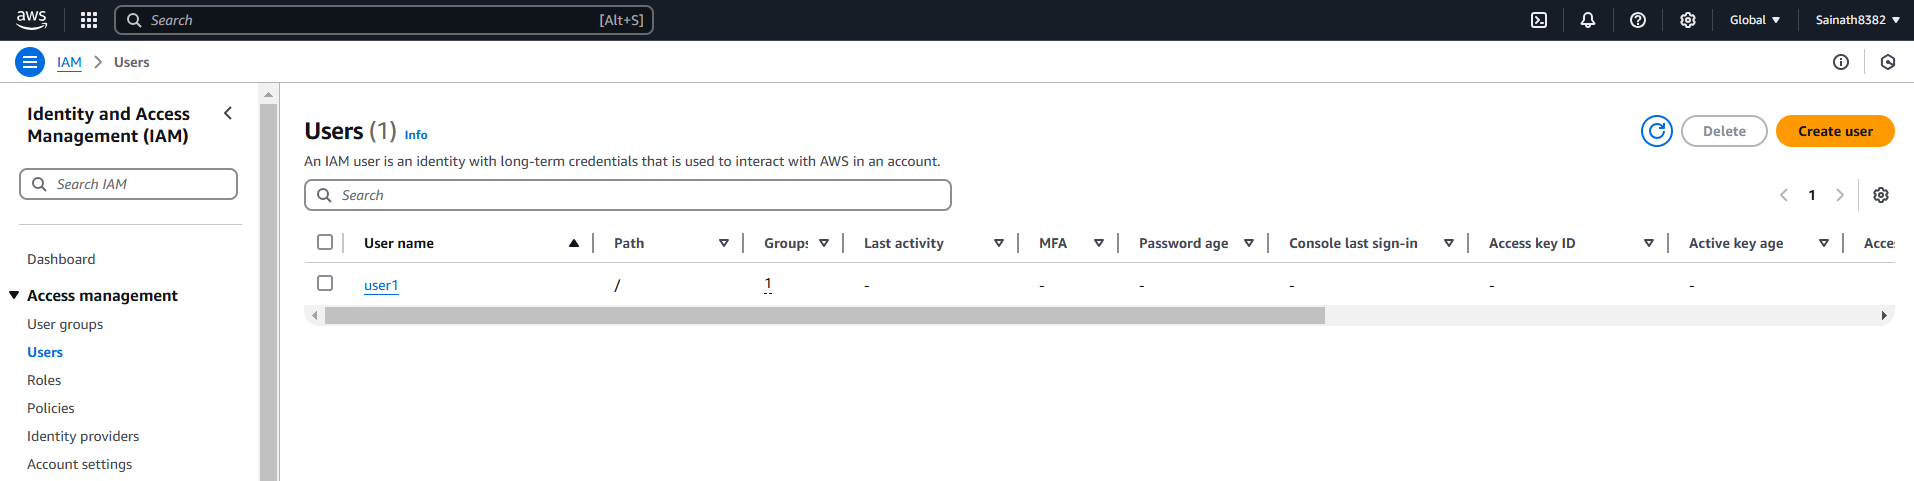 aws
Search [Alt+S] Global Sainath8382
IAM > Users
Identity and Access Management (IAM)
Search IAM
Dashboard
Access management
User groups
Users
Roles
Policies
Identity providers
Account settings
Users (1) Info
Delete
Create user
An IAM user is an identity with long-term credentials that is used to interact with AWS in an account.
Search
1
User name Path Groups Last activity MFA Password age Console last sign-in Access key ID Active key age Acce
user1 / 1 - - - - - -